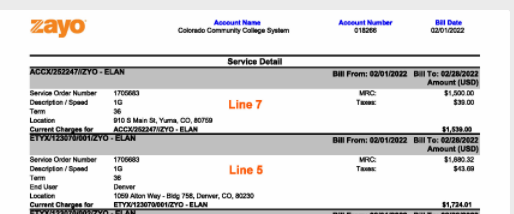 zayo
Account Name Account Number Bill Date
Colorado Community College System 018266 02/01/2022
Service Detail
ACCX/252247//ZYO - ELAN Bill From: 02/01/2022 Bill To: 02/28/2022
Amount (USD)
Service Order Number 1705683 MRC: $1,500.00
Description / Speed 1G Line 7 Taxes: $39.00
Term 36
Location 910 S Main St, Yuma, CO, 80759
Current Charges for ACCX/252247//ZYO - ELAN $1,539.00
ETYX/123070/001/ZYO - ELAN Bill From: 02/01/2022 Bill To: 02/28/2022
Amount (USD)
Service Order Number 1705663 MRC: $1,680.32
Description / Speed 1G Line 5 Taxes: $43.69
Term 36
End User Denver
Location 1059 Alton Way - Bldg 758, Denver, CO, 80230
Current Charges for ETYX/123070/001/ZYO - ELAN $1,724.01